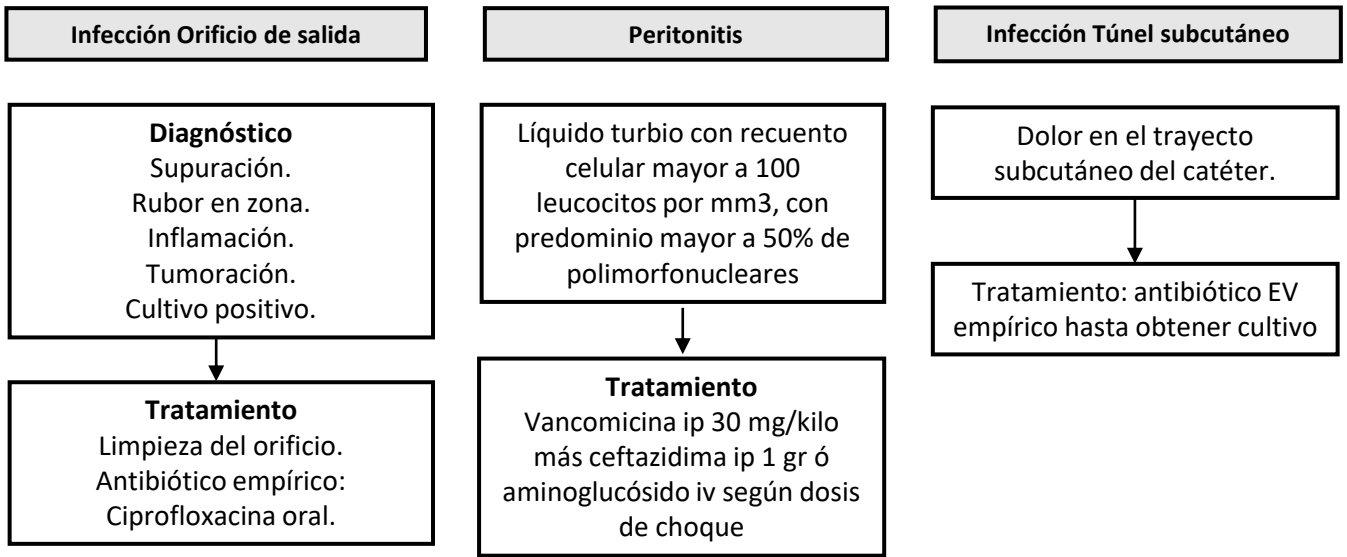 Infección Orificio de salida
Diagnóstico
Supuración.
Rubor en zona.
Inflamación.
Tumoración.
Cultivo positivo.
Tratamiento
Limpieza del orificio.
Antibiótico empírico:
Ciprofloxacina oral.
Peritonitis
Líquido turbio con recuento
celular mayor a 100
leucocitos por mm3, con
predominio mayor a 50% de
polimorfonucleares
Tratamiento
Vancomicina ip 30 mg/kilo
más ceftazidima ip 1 gr ó
aminoglucósido iv según dosis
de choque
Infección Túnel subcutáneo
Dolor en el trayecto
subcutáneo del catéter.
Tratamiento: antibiótico EV
empírico hasta obtener cultivo